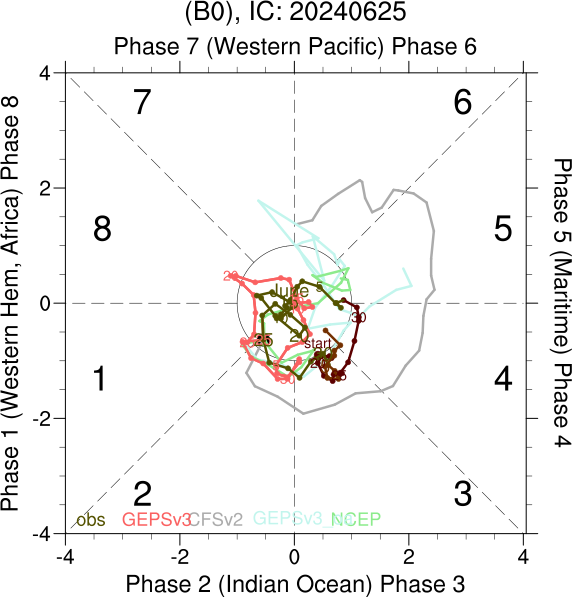 (B0), IC: 20240625
Phase 7 (Western Pacific) Phase 6
Phase 1 (Western Hem, Africa) Phase 8
Phase 5 (Maritime) Phase 4
4
2
0
-2
-4
7
6
8
5
1
4
2
3
June
5
20
30
start
25
30
obs
GEPSv3
CFSv2
GEPSv3_
NCEP
-4
-2
0
2
4
Phase 2 (Indian Ocean) Phase 3